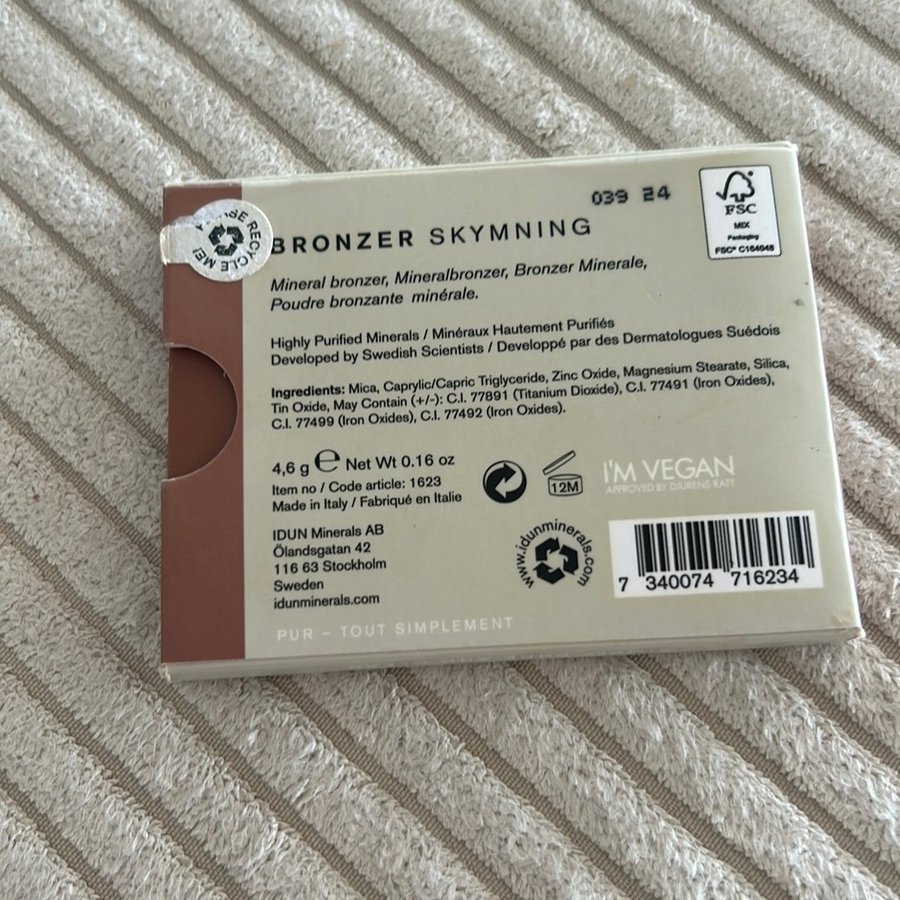 039 24
FSC
MIX
Packaging
FSC® C164048
RECYCLE ME!
BRONZER SKYMNING
Mineral bronzer, Mineralbronzer, Bronzer Minerale,
Poudre bronzante minérale.
Highly Purified Minerals / Minéraux Hautement Purifiés
Developed by Swedish Scientists / Developpé par des Dermatologues Suédois
Ingredients: Mica, Caprylic/Capric Triglyceride, Zinc Oxide, Magnesium Stearate, Silica,
Tin Oxide, May Contain (+/-): C.I. 77891 (Titanium Dioxide), C.I. 77491 (Iron Oxides),
C.I. 77499 (Iron Oxides), C.I. 77492 (Iron Oxides).
4,6 g e Net Wt 0.16 oz
Item no / Code article: 1623
Made in Italy / Fabriqué en Italie
12M
I'M VEGAN
APPROVED BY DJURENS RÄTT
IDUN Minerals AB
Ölandsgatan 42
116 63 Stockholm
Sweden
idunminerals.com
www.idunminerals.com
7 340074 716234
PUR – TOUT SIMPLEMENT